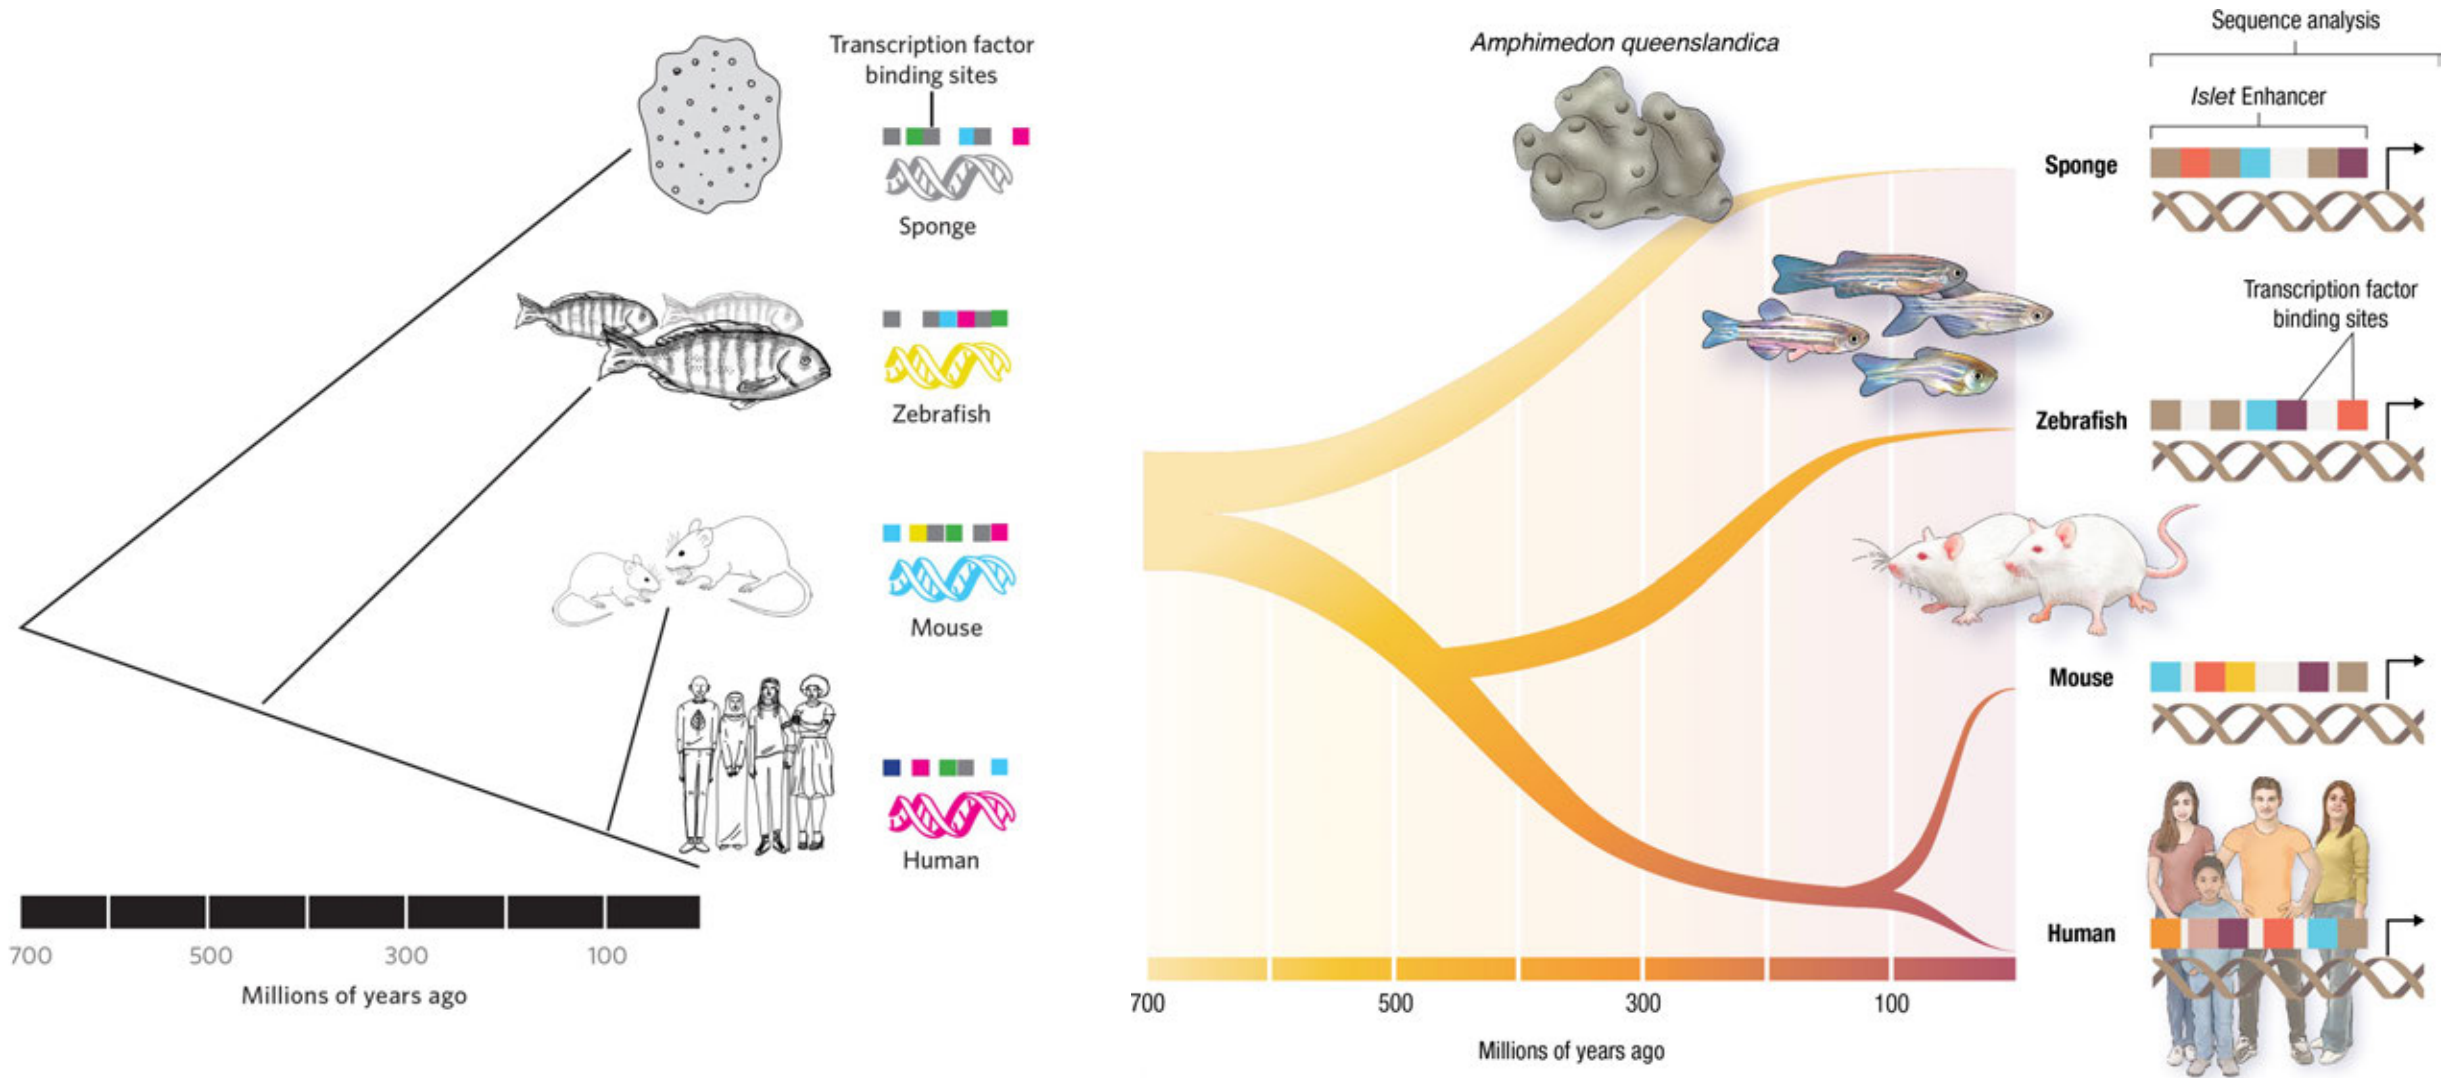 Transcription factor
binding sites
Sponge
Zebrafish
Mouse
Human
700 500 300 100
Millions of years ago
Amphimedon queenslandica
Sequence analysis
Islet Enhancer
Sponge
Transcription factor
binding sites
Zebrafish
Mouse
Human
700 500 300 100
Millions of years ago